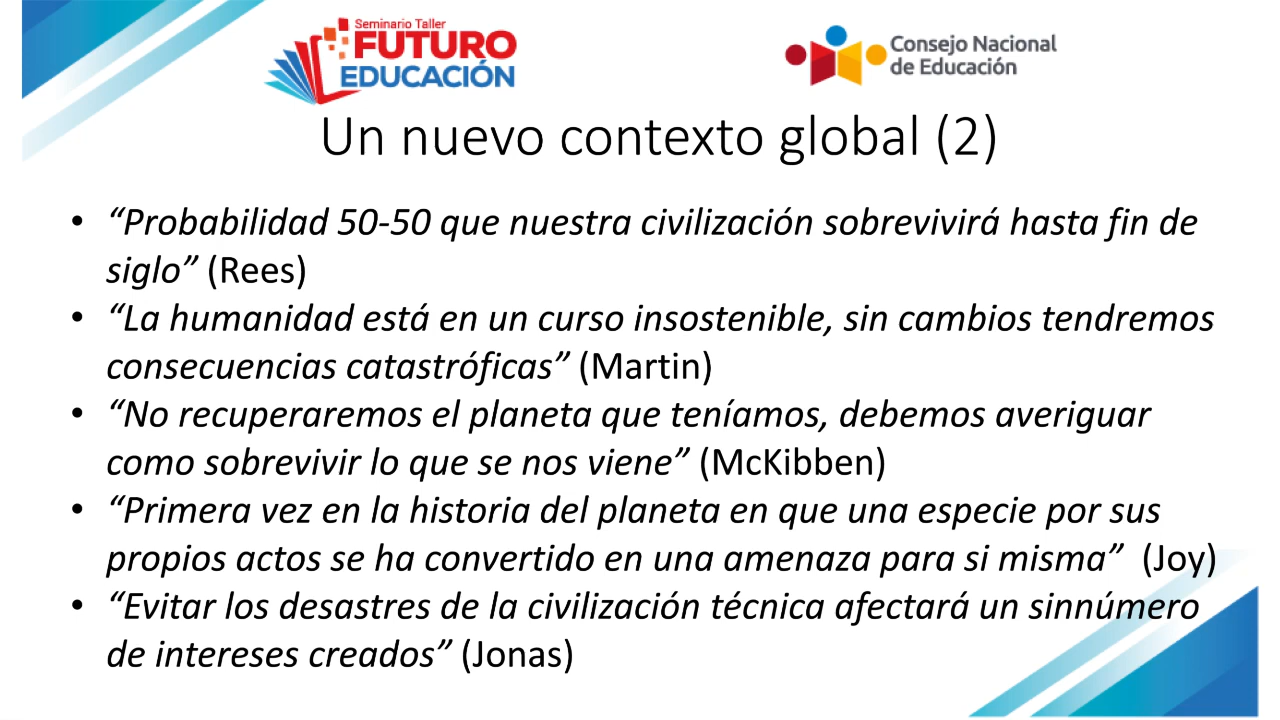 Seminario Taller
FUTURO
EDUCACIÓN
Consejo Nacional
de Educación
Un nuevo contexto global (2)
• “Probabilidad 50-50 que nuestra civilización sobrevivirá hasta fin de
siglo” (Rees)
• “La humanidad está en un curso insostenible, sin cambios tendremos
consecuencias catastróficas” (Martin)
• “No recuperaremos el planeta que teníamos, debemos averiguar
como sobrevivir lo que se nos viene” (McKibben)
• “Primera vez en la historia del planeta en que una especie por sus
propios actos se ha convertido en una amenaza para si misma” (Joy)
• “Evitar los desastres de la civilización técnica afectará un sinnúmero
de intereses creados” (Jonas)